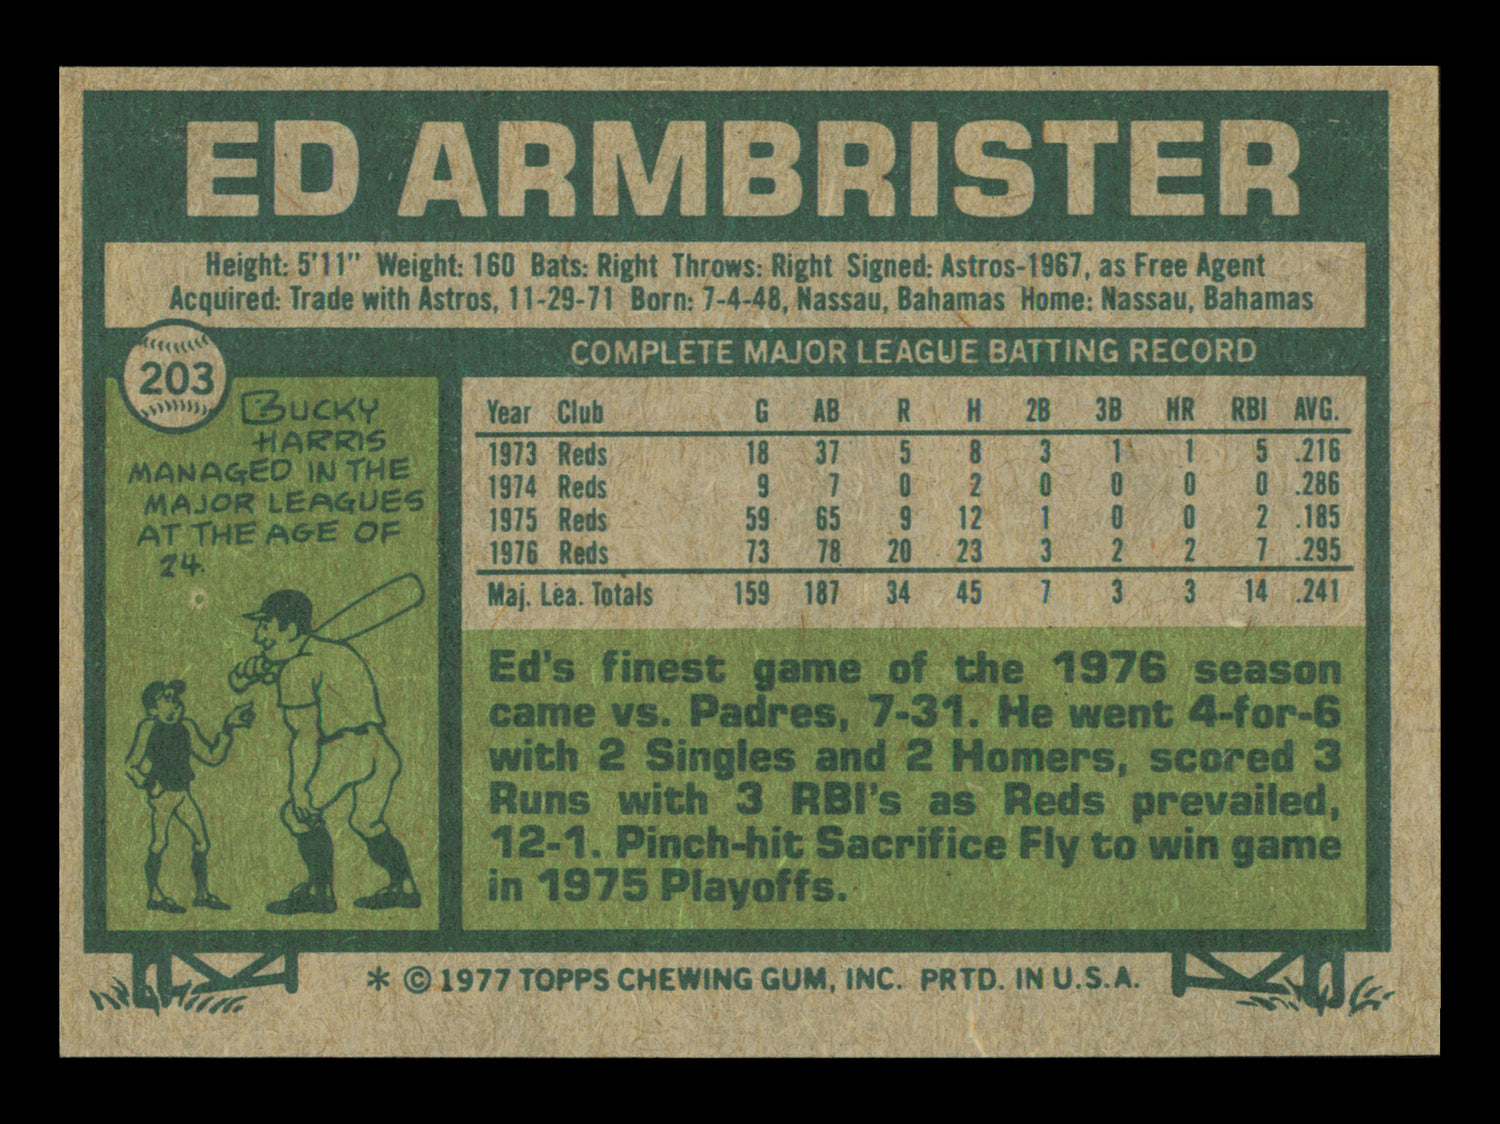 ED ARMBRISTER
Height: 5'11" Weight: 160 Bats: Right Throws: Right Signed: Astros-1967, as Free Agent
Acquired: Trade with Astros, 11-29-71 Born: 7-4-48, Nassau, Bahamas Home: Nassau, Bahamas
203
BUCKY
HARRIS
MANAGED IN THE
MAJOR LEAGUES
AT THE AGE OF
24.
COMPLETE MAJOR LEAGUE BATTING RECORD
Year Club G AB R H 2B 3B HR RBI AVG.
1973 Reds 18 37 5 8 3 1 1 5 .216
1974 Reds 9 7 0 2 0 0 0 0 .286
1975 Reds 59 65 9 12 1 0 0 2 .185
1976 Reds 73 78 20 23 3 2 2 7 .295
Maj. Lea. Totals 159 187 34 45 7 3 3 14 .241
Ed's finest game of the 1976 season
came vs. Padres, 7-31. He went 4-for-6
with 2 Singles and 2 Homers, scored 3
Runs with 3 RBI's as Reds prevailed,
12-1. Pinch-hit Sacrifice Fly to win game
in 1975 Playoffs.
* © 1977 TOPPS CHEWING GUM, INC. PRTD. IN U.S.A.